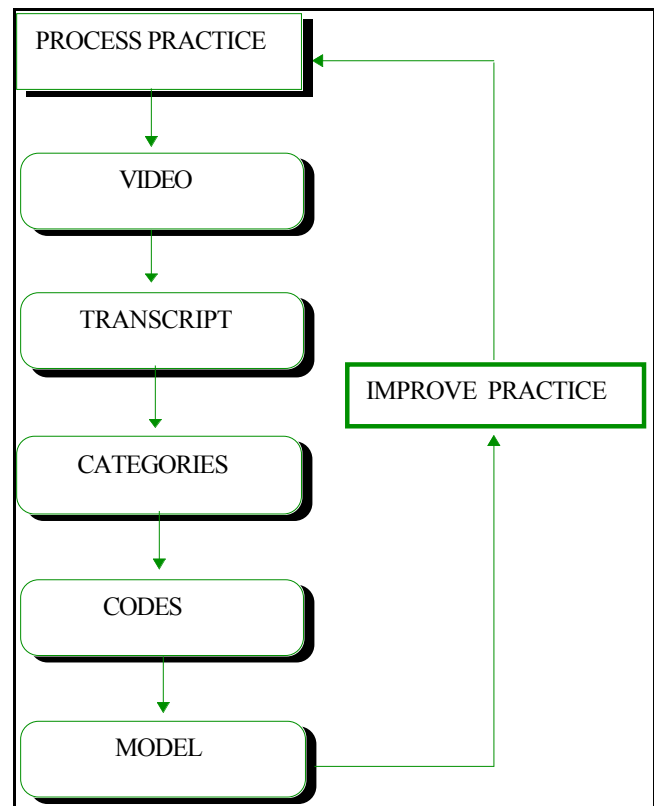 PROCESS PRACTICE
VIDEO
TRANSCRIPT
IMPROVE PRACTICE
CATEGORIES
CODES
MODEL